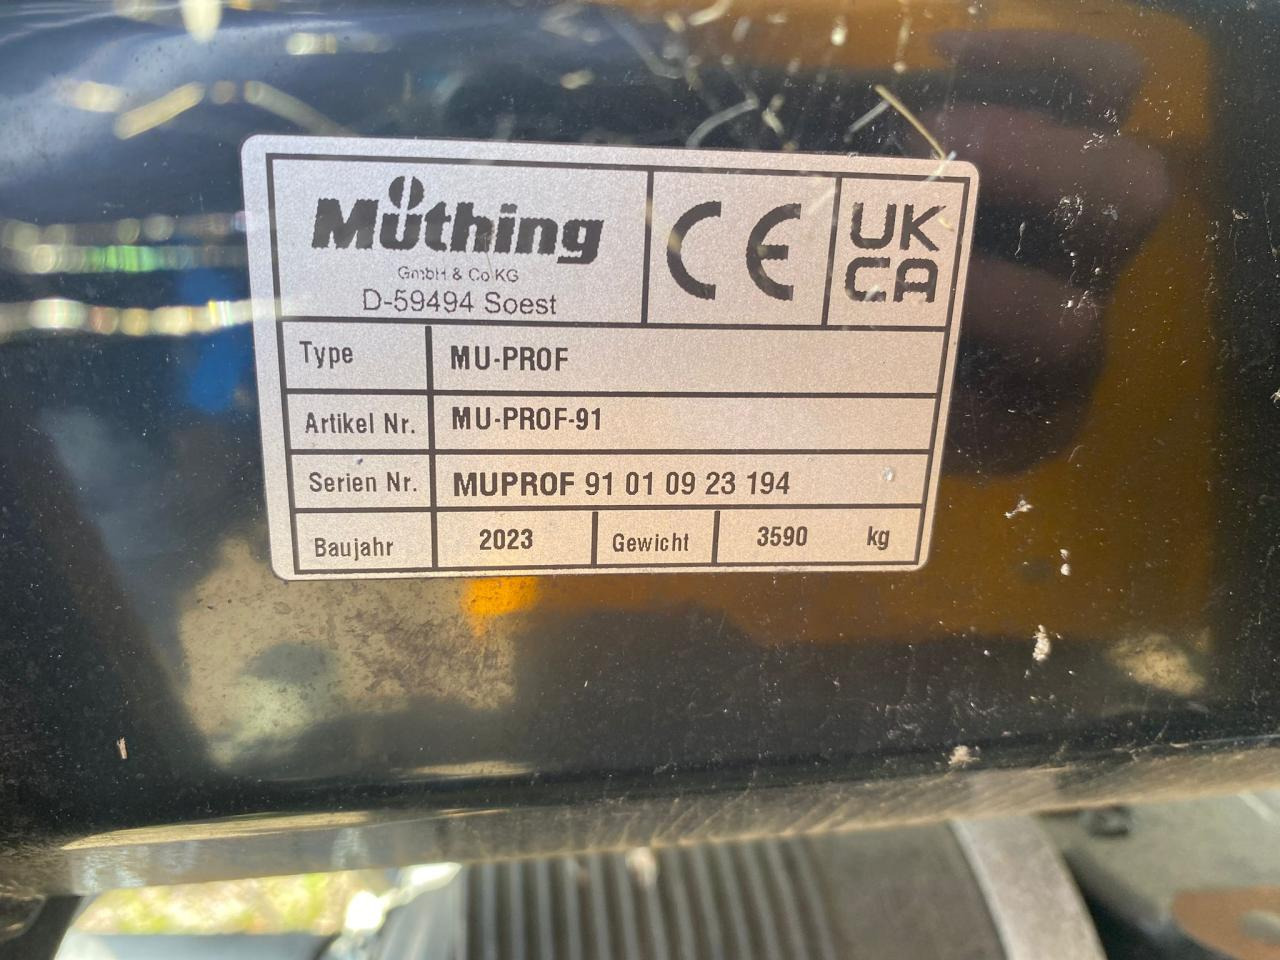 Müthing
GmbH & Co KG
D-59494 Soest
CE
UK
CA
Type MU-PROF
Artikel Nr. MU-PROF-91
Serien Nr. MUPROF 91 01 09 23 194
Baujahr 2023 Gewicht 3590 kg